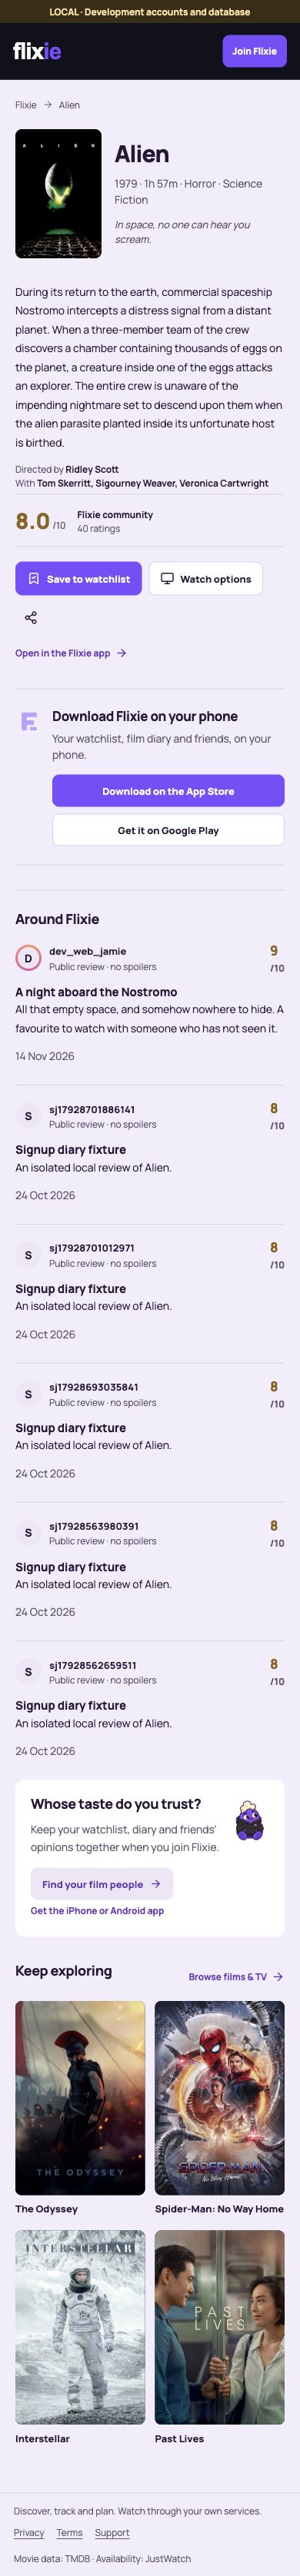 LOCAL · Development accounts and database
flixie
Join Flixie
Flixie → Alien
ALIEN
Alien
1979 · 1h 57m · Horror · Science
Fiction
In space, no one can hear you
scream.
During its return to the earth, commercial spaceship
Nostromo intercepts a distress signal from a distant
planet. When a three-member team of the crew
discovers a chamber containing thousands of eggs on
the planet, a creature inside one of the eggs attacks
an explorer. The entire crew is unaware of the
impending nightmare set to descend upon them when
the alien parasite planted inside its unfortunate host
is birthed.
Directed by Ridley Scott
With Tom Skerritt, Sigourney Weaver, Veronica Cartwright
8.0 /10
Flixie community
40 ratings
Save to watchlist
Watch options
Open in the Flixie app →
Download Flixie on your phone
Your watchlist, film diary and friends, on your
phone.
Download on the App Store
Get it on Google Play
Around Flixie
D
dev_web_jamie
Public review · no spoilers
9
/10
A night aboard the Nostromo
All that empty space, and somehow nowhere to hide. A
favourite to watch with someone who has not seen it.
14 Nov 2026
S
sj17928701886141
Public review · no spoilers
8
/10
Signup diary fixture
An isolated local review of Alien.
24 Oct 2026
S
sj17928701012971
Public review · no spoilers
8
/10
Signup diary fixture
An isolated local review of Alien.
24 Oct 2026
S
sj17928693035841
Public review · no spoilers
8
/10
Signup diary fixture
An isolated local review of Alien.
24 Oct 2026
S
sj17928563980391
Public review · no spoilers
8
/10
Signup diary fixture
An isolated local review of Alien.
24 Oct 2026
S
sj17928562659511
Public review · no spoilers
8
/10
Signup diary fixture
An isolated local review of Alien.
24 Oct 2026
Whose taste do you trust?
Keep your watchlist, diary and friends'
opinions together when you join Flixie.
Find your film people →
Get the iPhone or Android app
Keep exploring
Browse films & TV →
THE ODYSSEY
SPIDER-MAN
No Way Home
The Odyssey
Spider-Man: No Way Home
INTERSTELLAR
PAST
LIVES
Interstellar
Past Lives
Discover, track and plan. Watch through your own services.
Privacy Terms Support
Movie data: TMDB · Availability: JustWatch